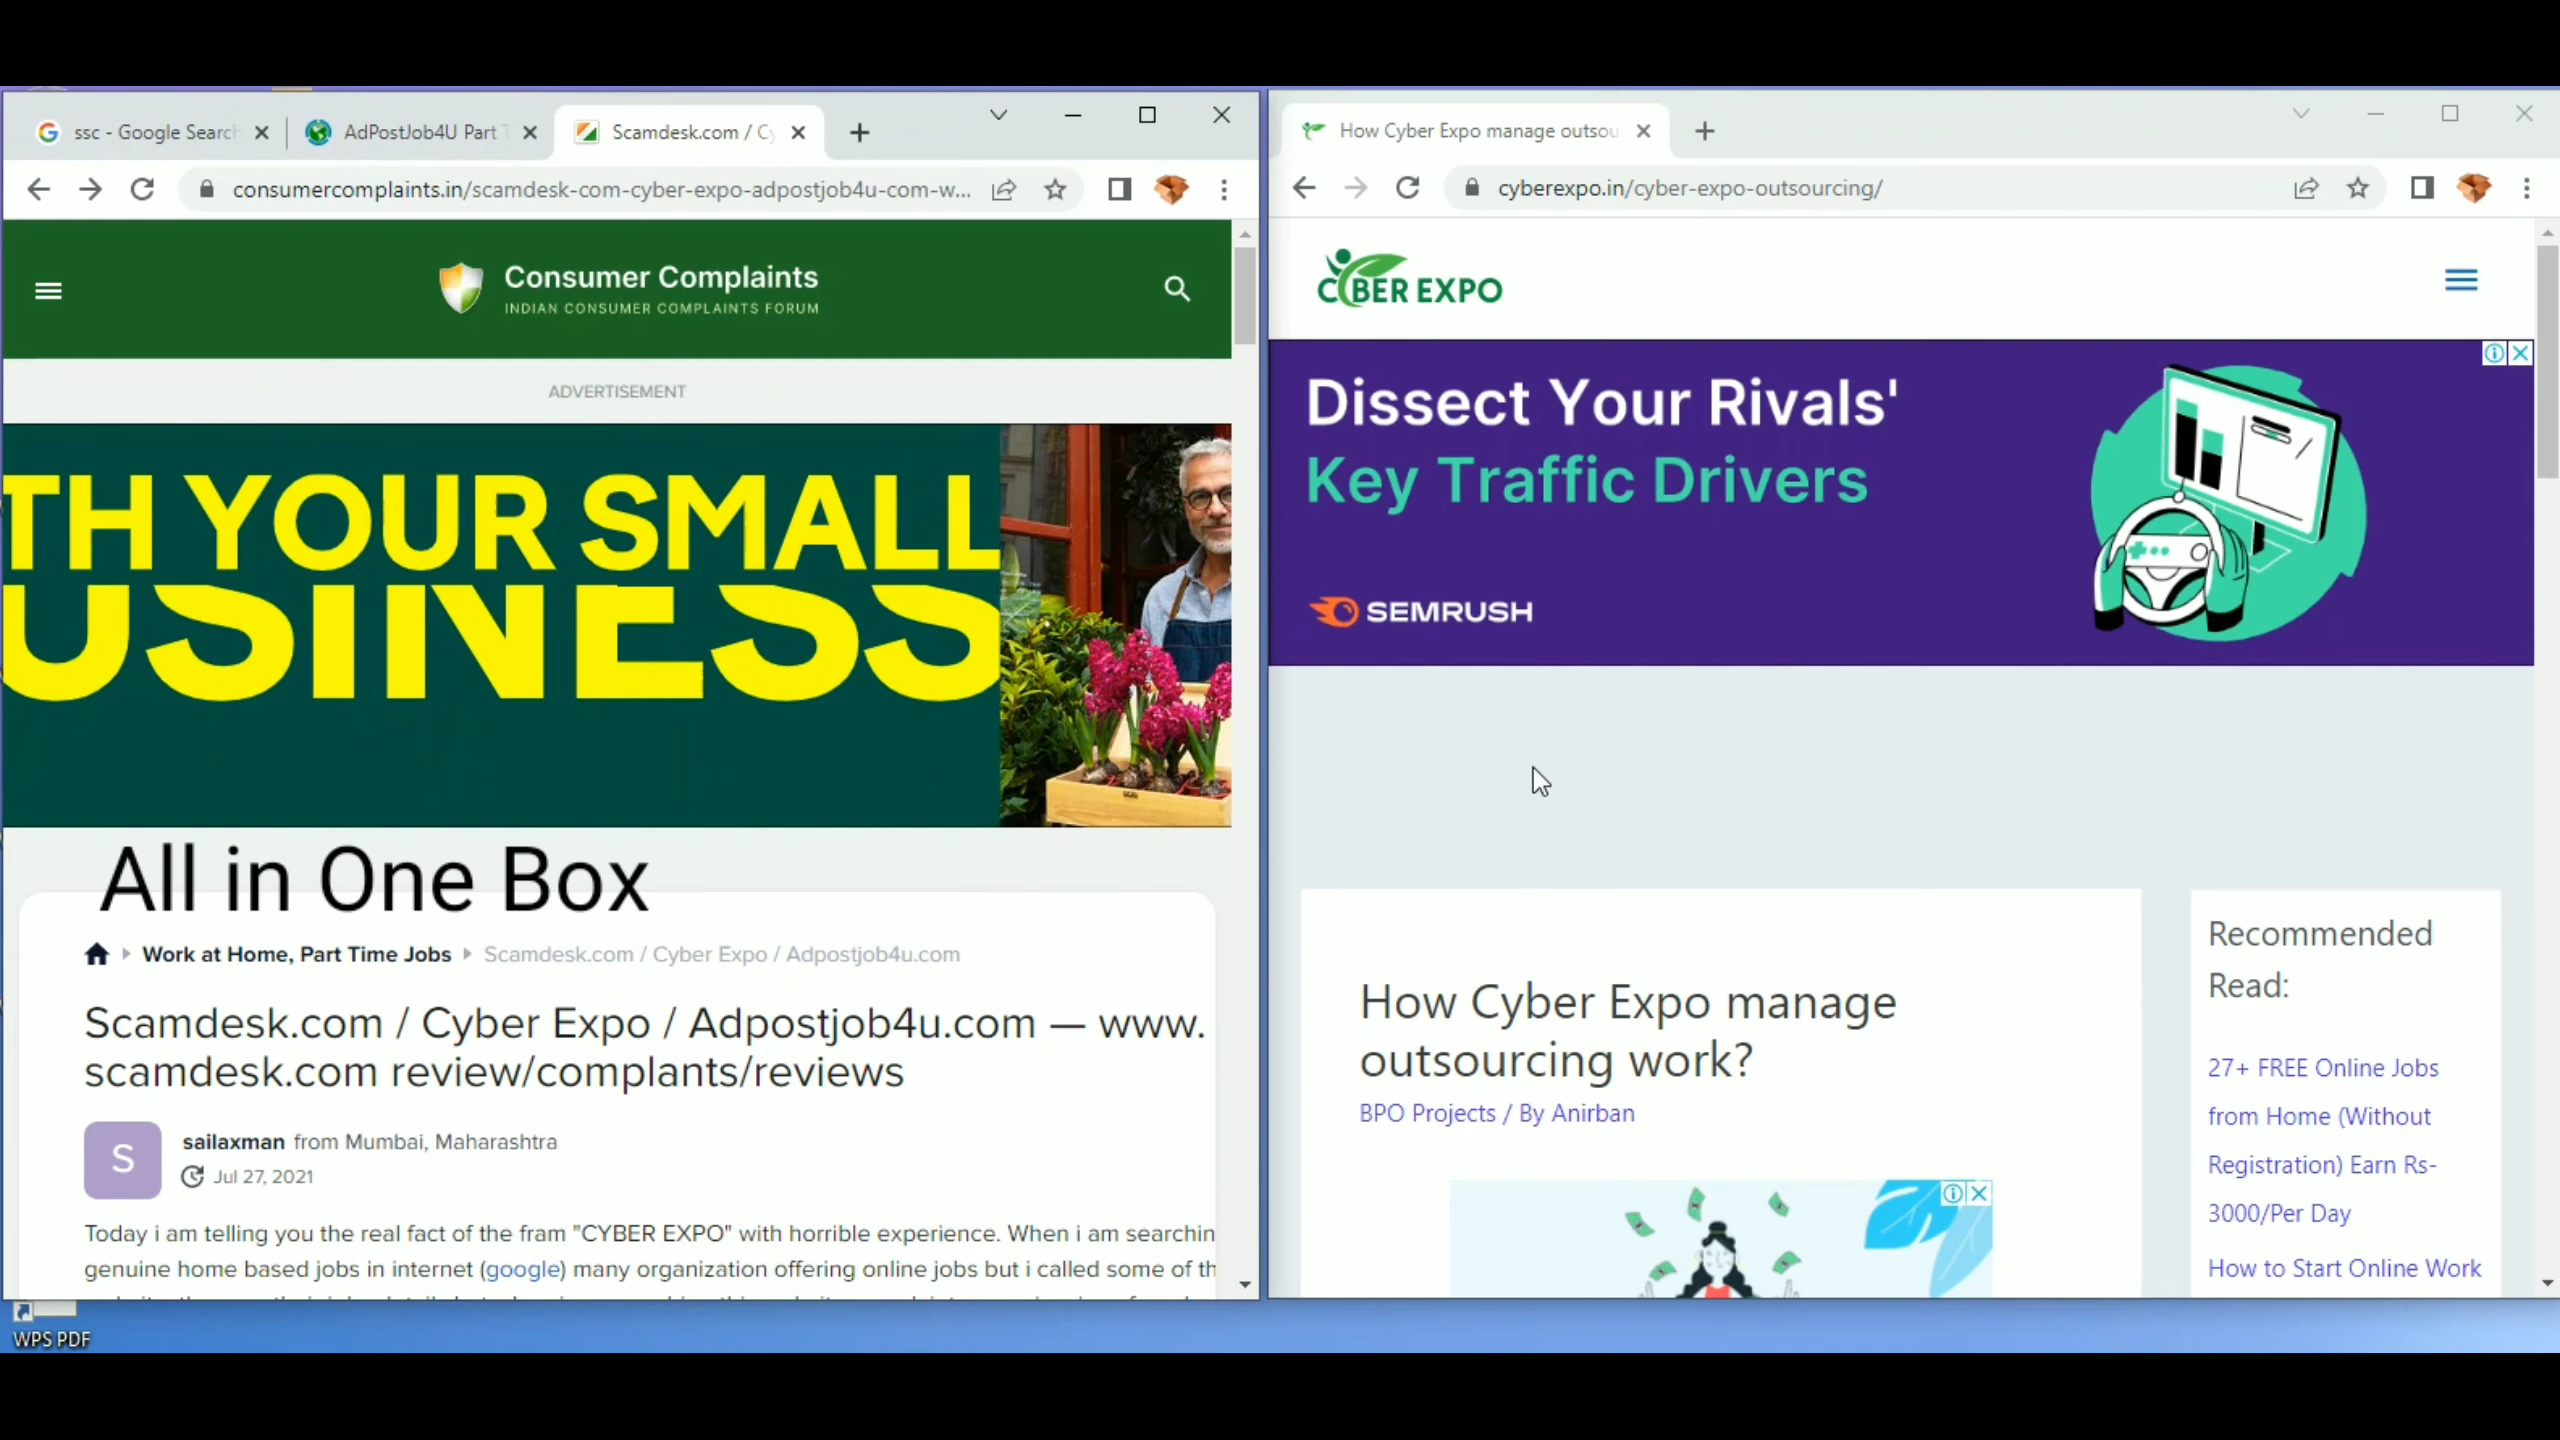 ssc - Google Search
AdPostJob4U Part T
Scamdesk.com / Cy
consumercomplaints.in/scamdesk-com-cyber-expo-adpostjob4u-com-w...
Consumer Complaints
INDIAN CONSUMER COMPLAINTS FORUM
ADVERTISEMENT
TH YOUR SMALL
USINESS
All in One Box
Work at Home, Part Time Jobs
Scamdesk.com / Cyber Expo / Adpostjob4u.com
Scamdesk.com / Cyber Expo / Adpostjob4u.com — www.
scamdesk.com review/complants/reviews
S
sailaxman from Mumbai, Maharashtra
Jul 27, 2021
Today i am telling you the real fact of the fram "CYBER EXPO" with horrible experience. When i am searchin
genuine home based jobs in internet (google) many organization offering online jobs but i called some of th
WPS PDF
How Cyber Expo manage outsou
cyberexpo.in/cyber-expo-outsourcing/
CYBER EXPO
Dissect Your Rivals'
Key Traffic Drivers
SEMRUSH
How Cyber Expo manage
outsourcing work?
BPO Projects / By Anirban
Recommended
Read:
27+ FREE Online Jobs
from Home (Without
Registration) Earn Rs-
3000/Per Day
How to Start Online Work